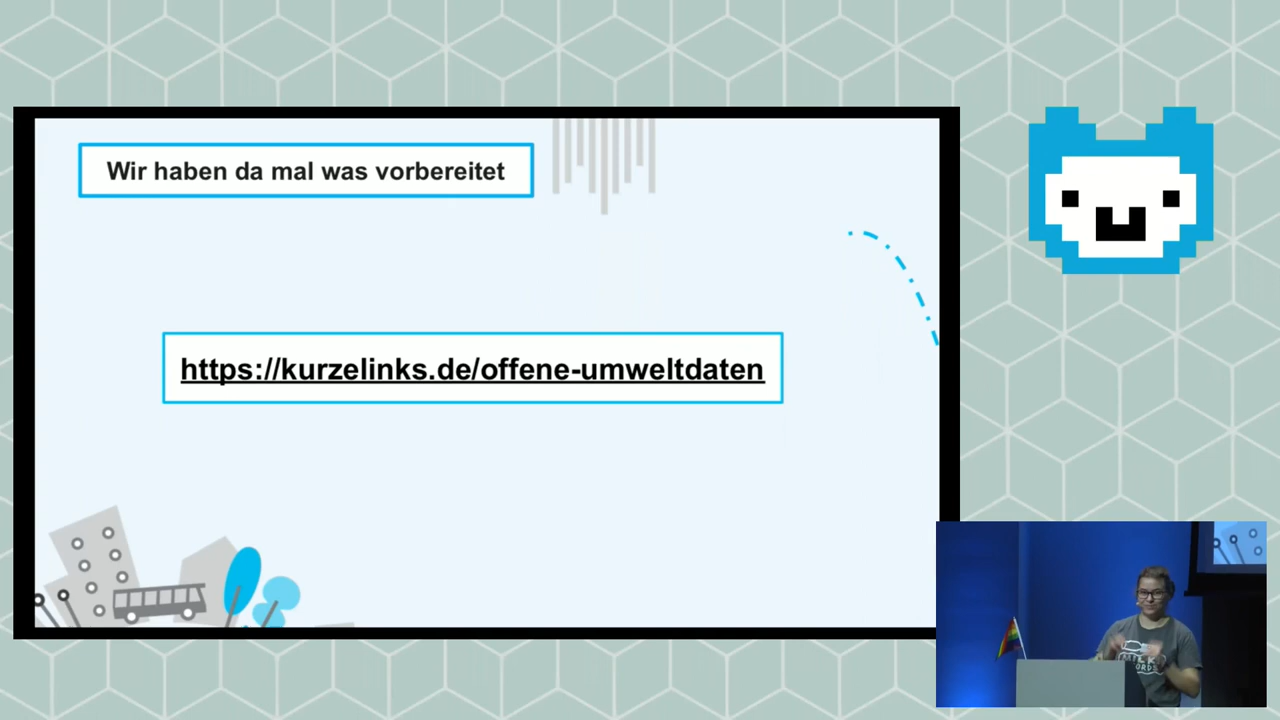 Wir haben da mal was vorbereitet
https://kurzelinks.de/offene-umweltdaten